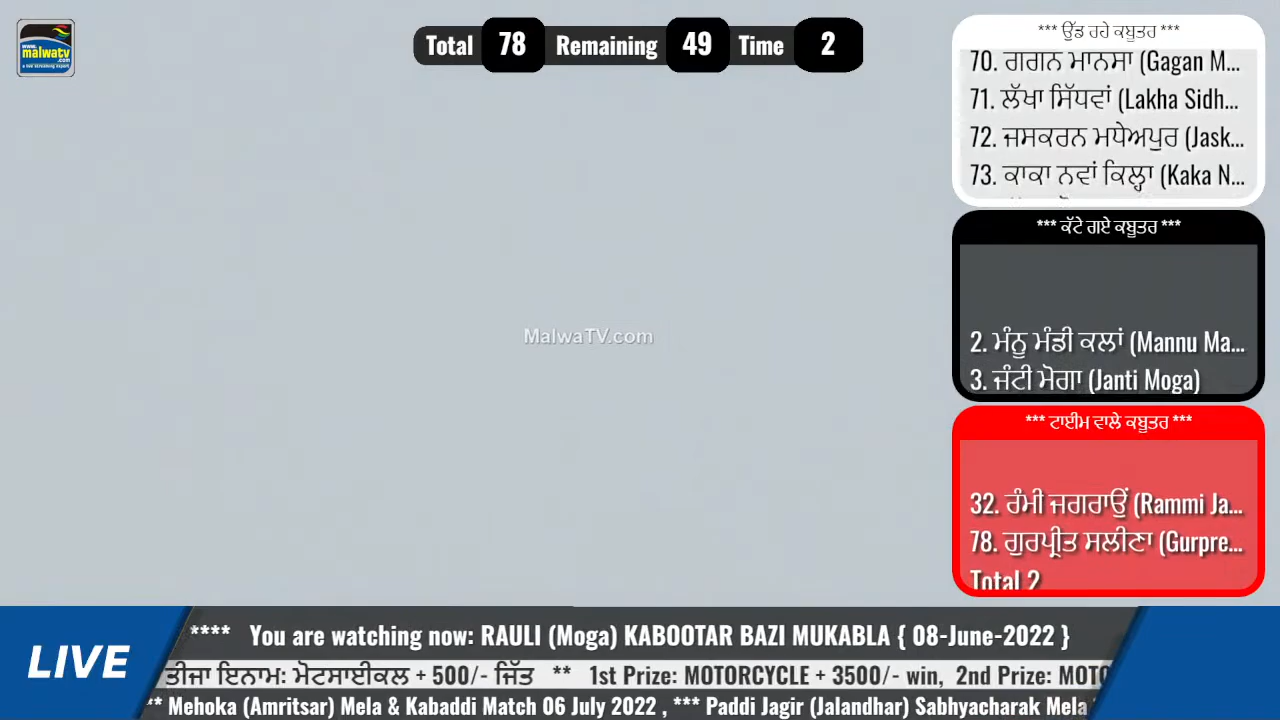 www.
malwatv
.com
Total 78 Remaining 49 Time 2
*** ਉੱਡ ਰਹੇ ਕਬੂਤਰ ***
70. ਗਗਨ ਮਾਨਸਾ (Gagan M...
71. ਲੱਖਾ ਸਿੱਧਵਾਂ (Lakha Sidh...
72. ਜਸਕਰਨ ਮਧੇਅਪੁਰ (Jask...
73. ਕਾਕਾ ਨਵਾਂ ਕਿਲ੍ਹਾ (Kaka N...
*** ਕੱਟੇ ਗਏ ਕਬੂਤਰ ***
2. ਮੰਨੂ ਮੰਡੀ ਕਲਾਂ (Mannu Ma...
3. ਜੰਟੀ ਮੋਗਾ (Janti Moga)
*** ਟਾਈਮ ਵਾਲੇ ਕਬੂਤਰ ***
32. ਰੰਮੀ ਜਗਰਾਉਂ (Rammi Ja...
78. ਗੁਰਪ੍ਰੀਤ ਸਲੀਣਾ (Gurpre...
Total 2
MalwaTV.com
LIVE
**** You are watching now: RAULI (Moga) KABOOTAR BAZI MUKABLA { 08-June-2022 }
ਤੀਜਾ ਇਨਾਮ: ਮੋਟਸਾਈਕਲ + 500/- ਜਿੱਤ ** 1st Prize: MOTORCYCLE + 3500/- win, 2nd Prize: MOTO
** Mehoka (Amritsar) Mela & Kabaddi Match 06 July 2022 , *** Paddi Jagir (Jalandhar) Sabhyacharak Mela